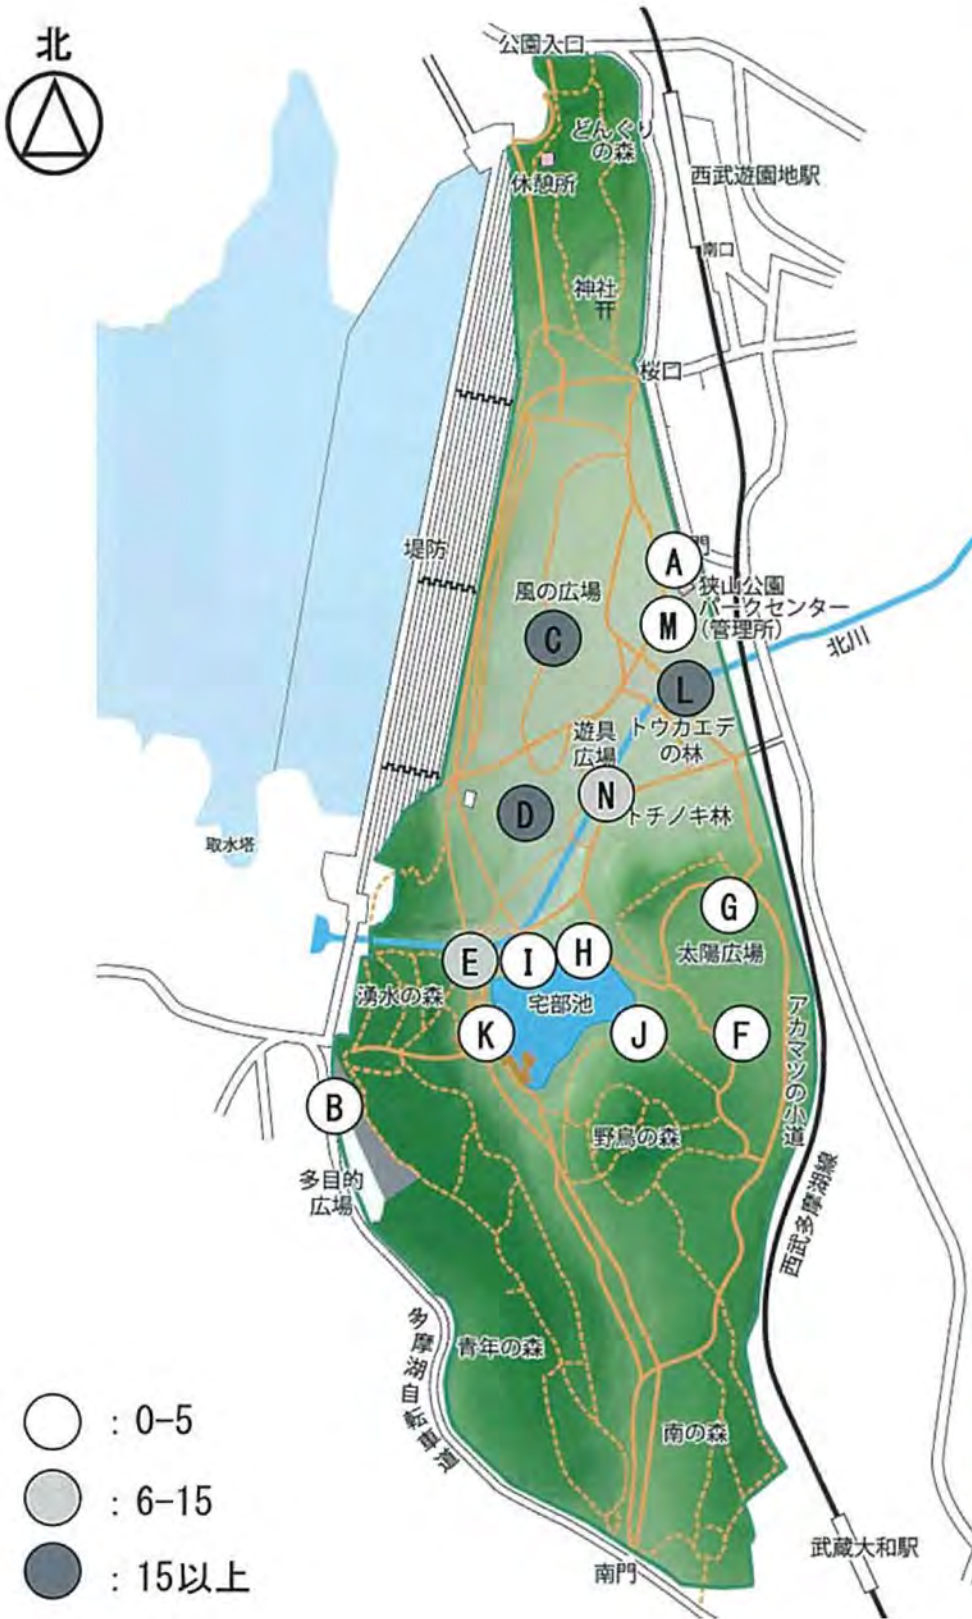 北
公園入口
どんぐり
の森
休憩所
西武遊園地駅
南口
神社
桜口
堤防
風の広場
A
門
狭山公園
パークセンター
(管理所)
M
C
北川
L
遊具
広場
トウカエデ
の林
N
D
トチノキ林
取水塔
G
太陽広場
E
I
H
湧水の森
宅部池
K
J
F
アカマツの小道
B
野鳥の森
多目的
広場
西武多摩湖線
多摩湖自転車道
青年の森
南の森
武蔵大和駅
南門
: 0-5
: 6-15
: 15以上